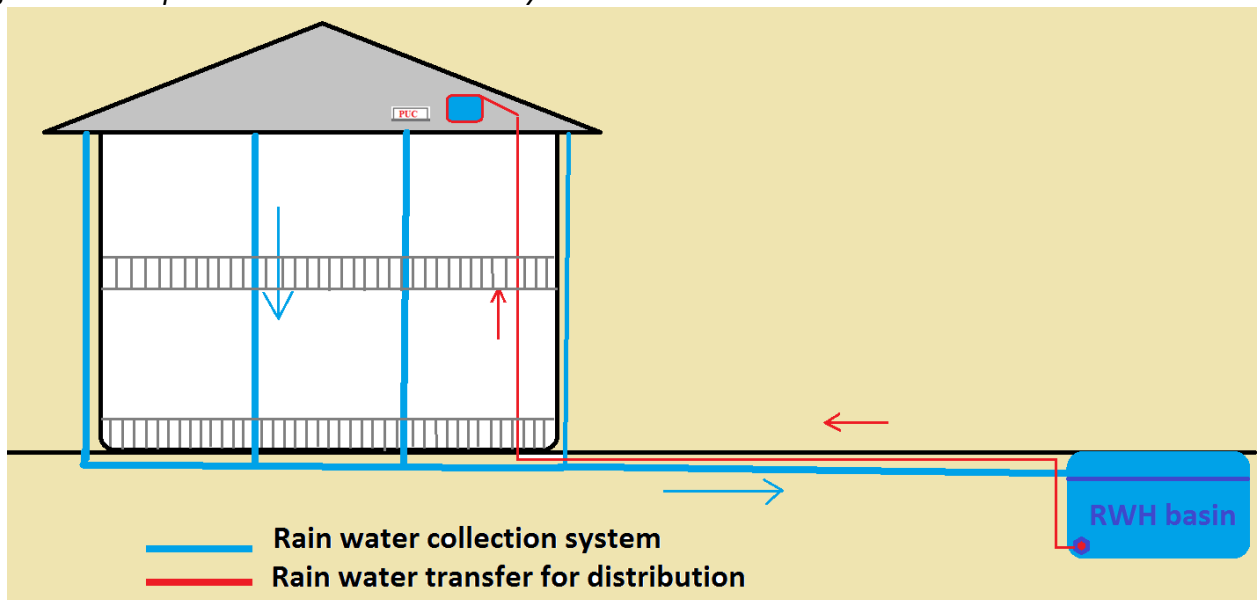 PUC
RWH basin
Rain water collection system
Rain water transfer for distribution